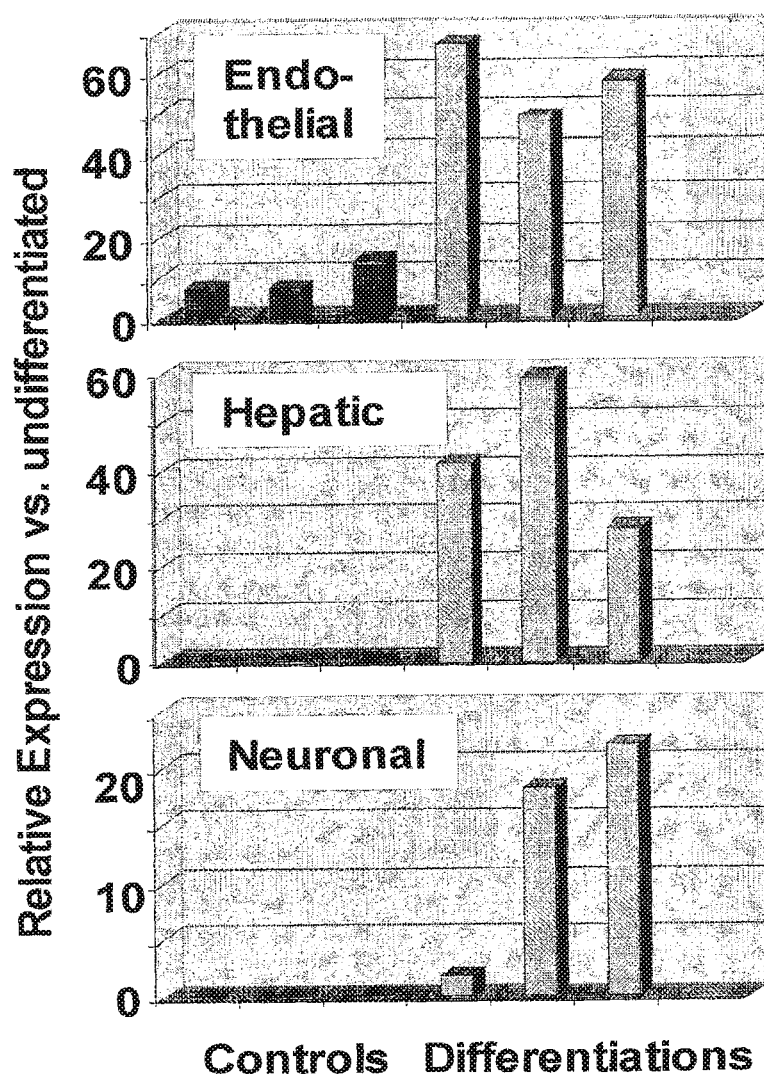 Relative Expression vs. undifferentiated
Endo-
thelial
60
40
20
0
Hepatic
60
40
20
0
Neuronal
20
10
0
Controls Differentiations